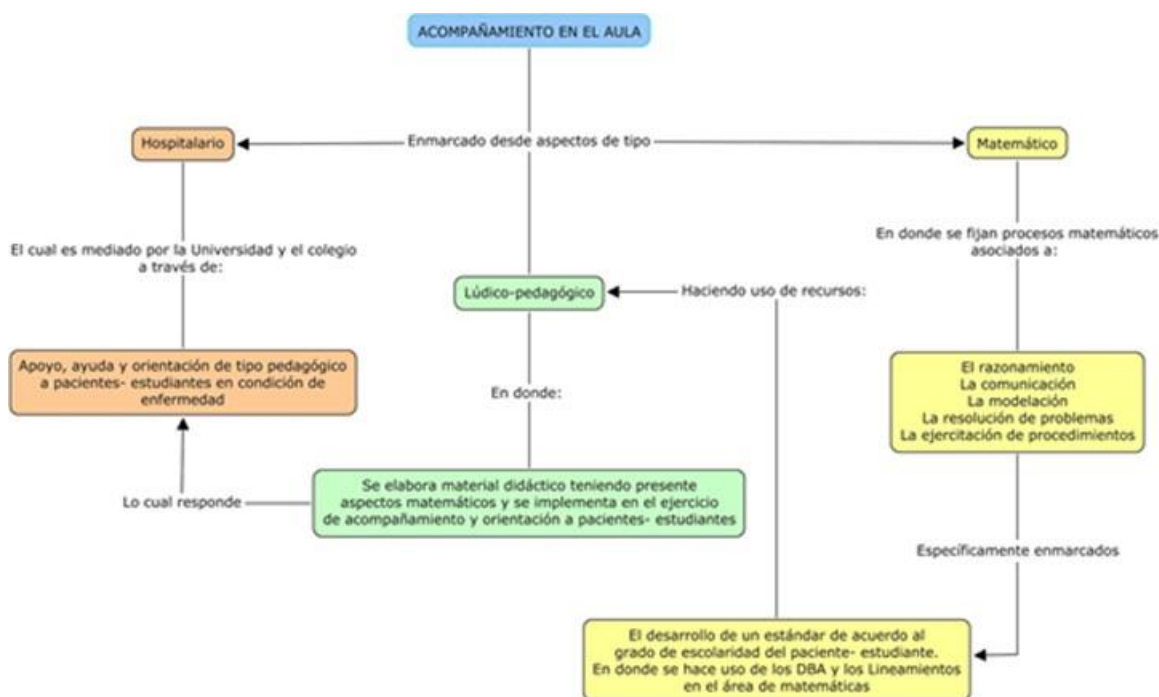 ACOMPAÑAMIENTO EN EL AULA
Hospitalario
Enmarcado desde aspectos de tipo
Matemático
El cual es mediado por la Universidad y el colegio
a través de:
En donde se fijan procesos matemáticos
asociados a:
Lúdico-pedagógico
Haciendo uso de recursos:
Apoyo, ayuda y orientación de tipo pedagógico
a pacientes- estudiantes en condición de
enfermedad
En donde:
El razonamiento
La comunicación
La modelación
La resolución de problemas
La ejercitación de procedimientos
Lo cual responde
Se elabora material didáctico teniendo presente
aspectos matemáticos y se implementa en el ejercicio
de acompañamiento y orientación a pacientes- estudiantes
Específicamente enmarcados
El desarrollo de un estándar de acuerdo al
grado de escolaridad del paciente- estudiante.
En donde se hace uso de los DBA y los Lineamientos
en el área de matemáticas